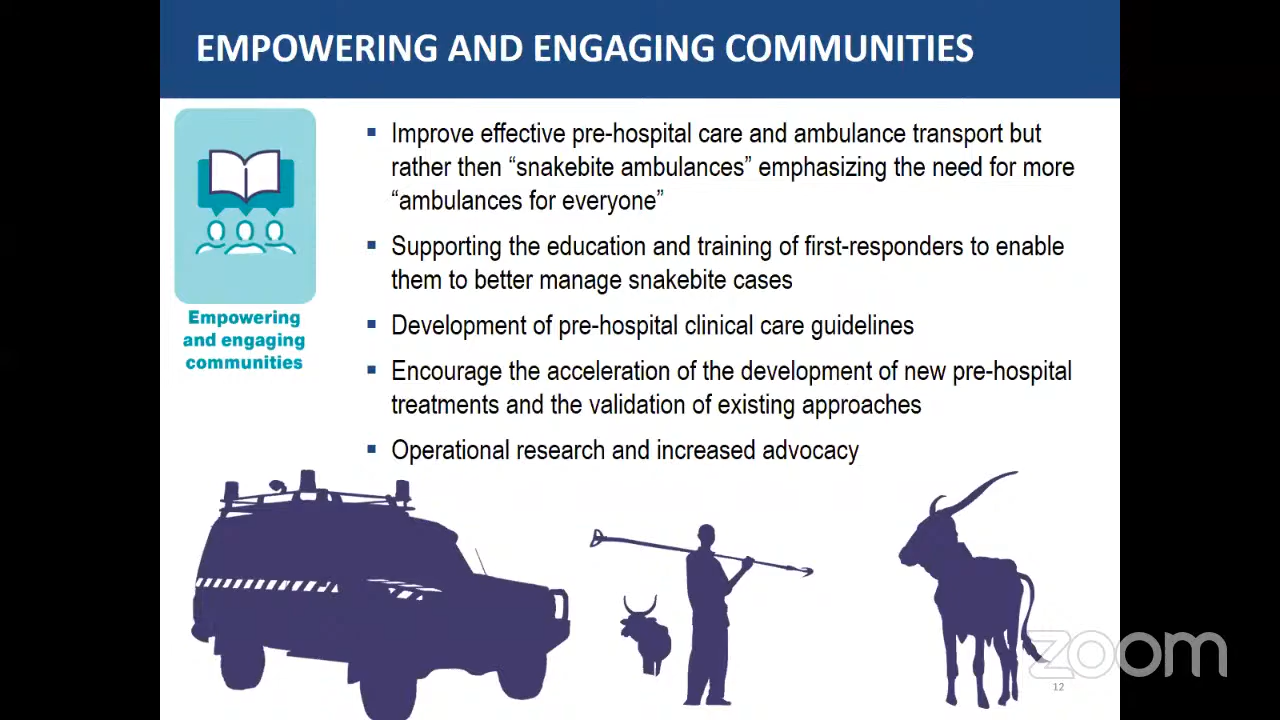 EMPOWERING AND ENGAGING COMMUNITIES
Empowering
and engaging
communities
▪ Improve effective pre-hospital care and ambulance transport but
rather then “snakebite ambulances” emphasizing the need for more
“ambulances for everyone”
▪ Supporting the education and training of first-responders to enable
them to better manage snakebite cases
▪ Development of pre-hospital clinical care guidelines
▪ Encourage the acceleration of the development of new pre-hospital
treatments and the validation of existing approaches
▪ Operational research and increased advocacy
zoom
12